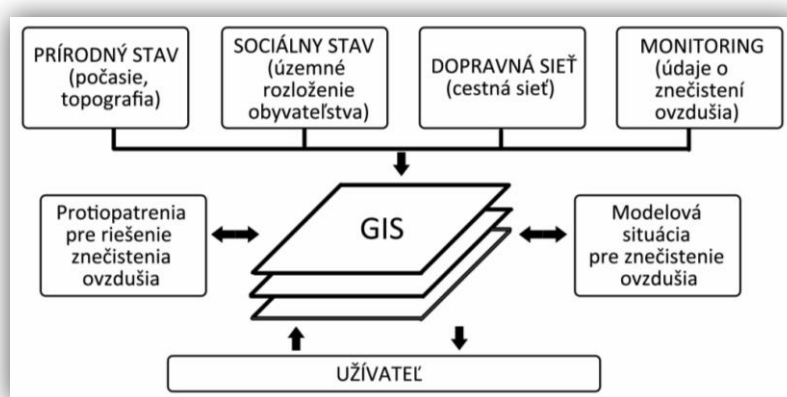 PRÍRODNÝ STAV
(počasie,
topografia)
SOCIÁLNY STAV
(územné
rozloženie
obyvateľstva)
DOPRAVNÁ SIEŤ
(cestná sieť)
MONITORING
(údaje o
znečistení
ovzdušia)
Protiopatrenia
pre riešenie
znečistenia
ovzdušia
GIS
Modelová
situácia
pre znečistenie
ovzdušia
UŽÍVATEĽ